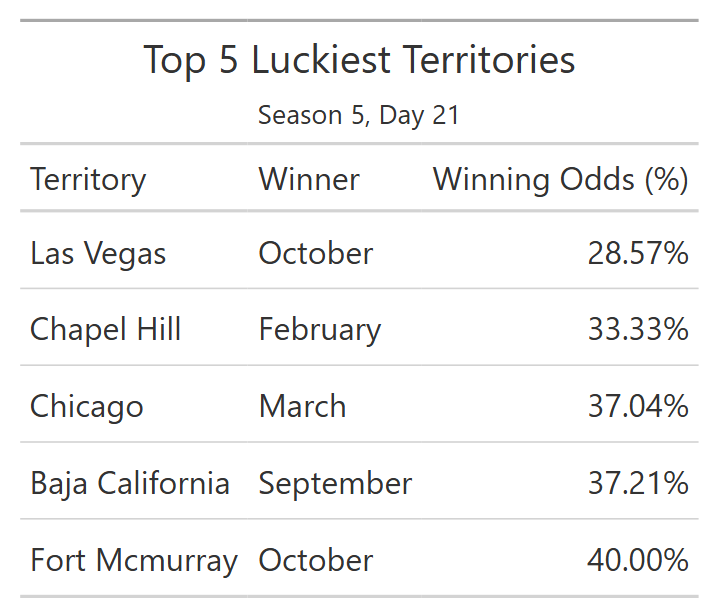 Top 5 Luckiest Territories
Season 5, Day 21
Territory Winner Winning Odds (%)
Las Vegas October 28.57%
Chapel Hill February 33.33%
Chicago March 37.04%
Baja California September 37.21%
Fort Mcmurray October 40.00%